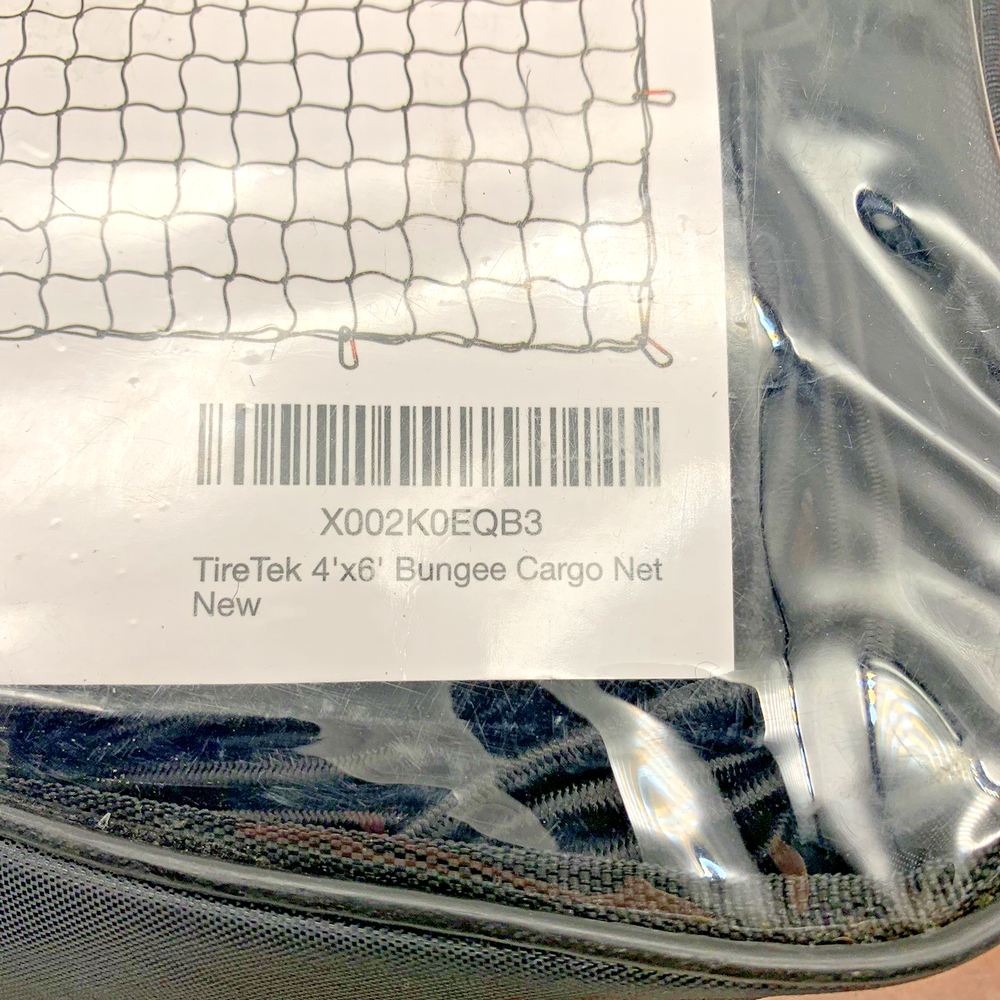 X002K0EQB3
TireTek 4'x6' Bungee Cargo Net
New